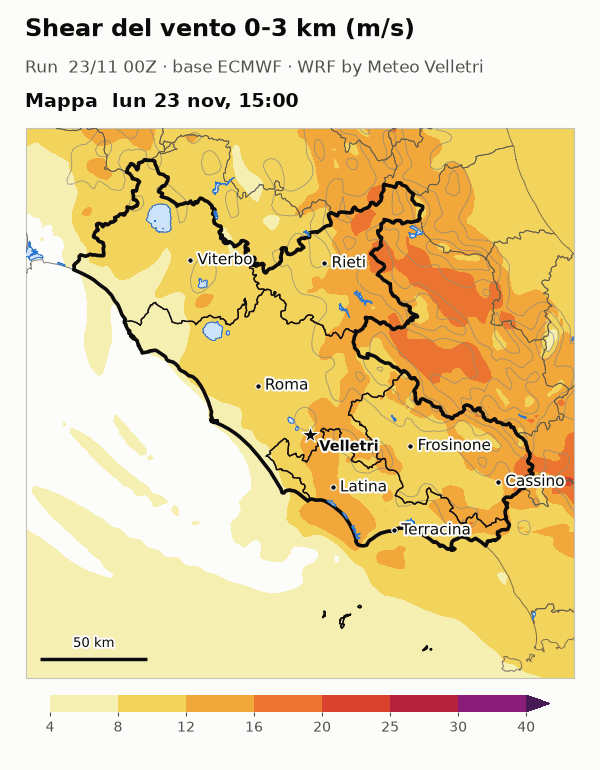 Shear del vento 0-3 km (m/s)
Run  23/11 00Z · base ECMWF · WRF by Meteo Velletri
Mappa  lun 23 nov, 15:00
Viterbo
Rieti
Roma
Velletri
Frosinone
Latina
Cassino
Terracina
50 km
4 8 12 16 20 25 30 40